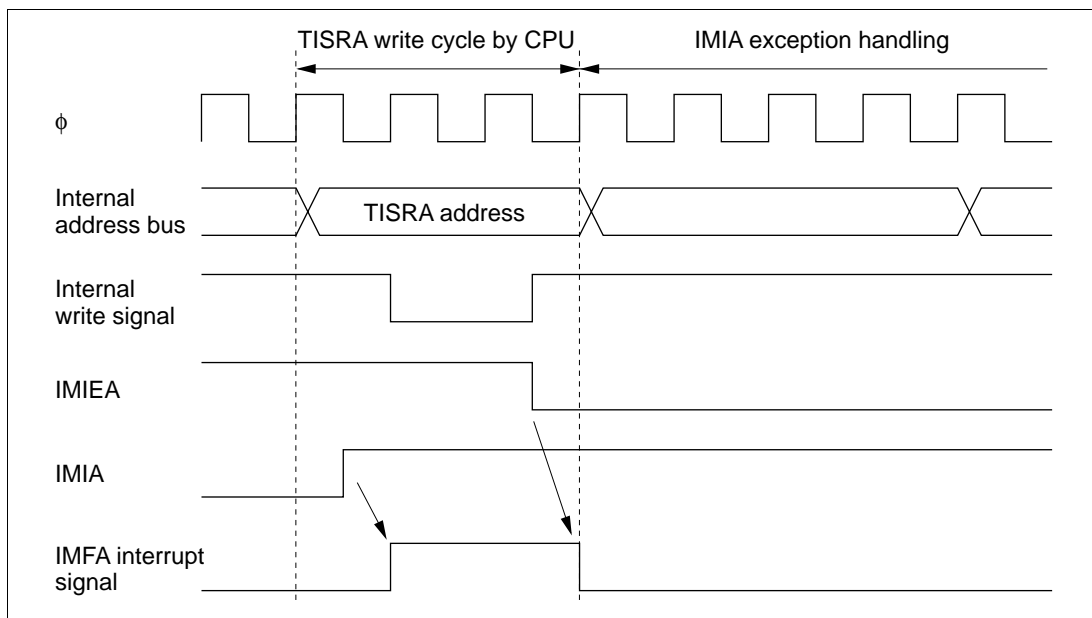 TISRA write cycle by CPU
IMIA exception handling
ϕ
Internal
address bus
TISRA address
Internal
write signal
IMIEA
IMIA
IMFA interrupt
signal